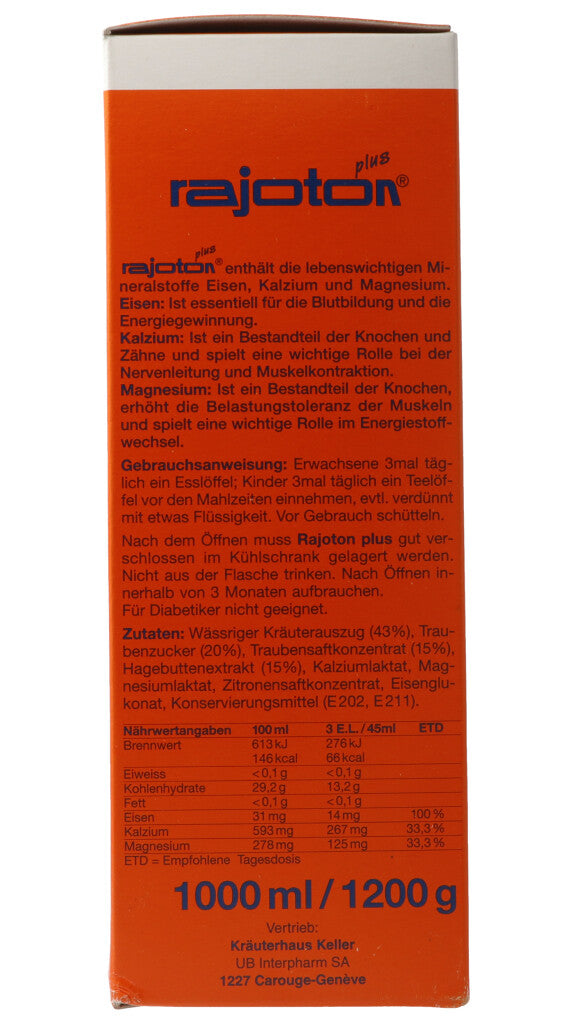 plus
rajoton®
plus
rajoton® enthält die lebenswichtigen Mi-
neralstoffe Eisen, Kalzium und Magnesium.
Eisen: Ist essentiell für die Blutbildung und die
Energiegewinnung.
Kalzium: Ist ein Bestandteil der Knochen und
Zähne und spielt eine wichtige Rolle bei der
Nervenleitung und Muskelkontraktion.
Magnesium: Ist ein Bestandteil der Knochen,
erhöht die Belastungstoleranz der Muskeln
und spielt eine wichtige Rolle im Energiestoff-
wechsel.
Gebrauchsanweisung: Erwachsene 3mal täg-
lich ein Esslöffel; Kinder 3mal täglich ein Teelöf-
fel vor den Mahlzeiten einnehmen, evtl. verdünnt
mit etwas Flüssigkeit. Vor Gebrauch schütteln.
Nach dem Öffnen muss Rajoton plus gut ver-
schlossen im Kühlschrank gelagert werden.
Nicht aus der Flasche trinken. Nach Öffnen in-
nerhalb von 3 Monaten aufbrauchen.
Für Diabetiker nicht geeignet.
Zutaten: Wässriger Kräuterauszug (43%), Trau-
benzucker (20%), Traubensaftkonzentrat (15%),
Hagebuttenextrakt (15%), Kalziumlaktat, Mag-
nesiumlaktat, Zitronensaftkonzentrat, Eisenglu-
konat, Konservierungsmittel (E202, E211).
Nährwertangaben 100 ml 3 E.L./45ml ETD
Brennwert 613 kJ 276 kJ
146 kcal 66 kcal
Eiweiss <0,1 g <0,1 g
Kohlenhydrate 29,2 g 13,2 g
Fett <0,1 g <0,1 g
Eisen 31 mg 14 mg 100 %
Kalzium 593 mg 267 mg 33,3 %
Magnesium 278 mg 125 mg 33,3 %
ETD = Empfohlene Tagesdosis
1000 ml / 1200 g
Vertrieb:
Kräuterhaus Keller
UB Interpharm SA
1227 Carouge-Genève